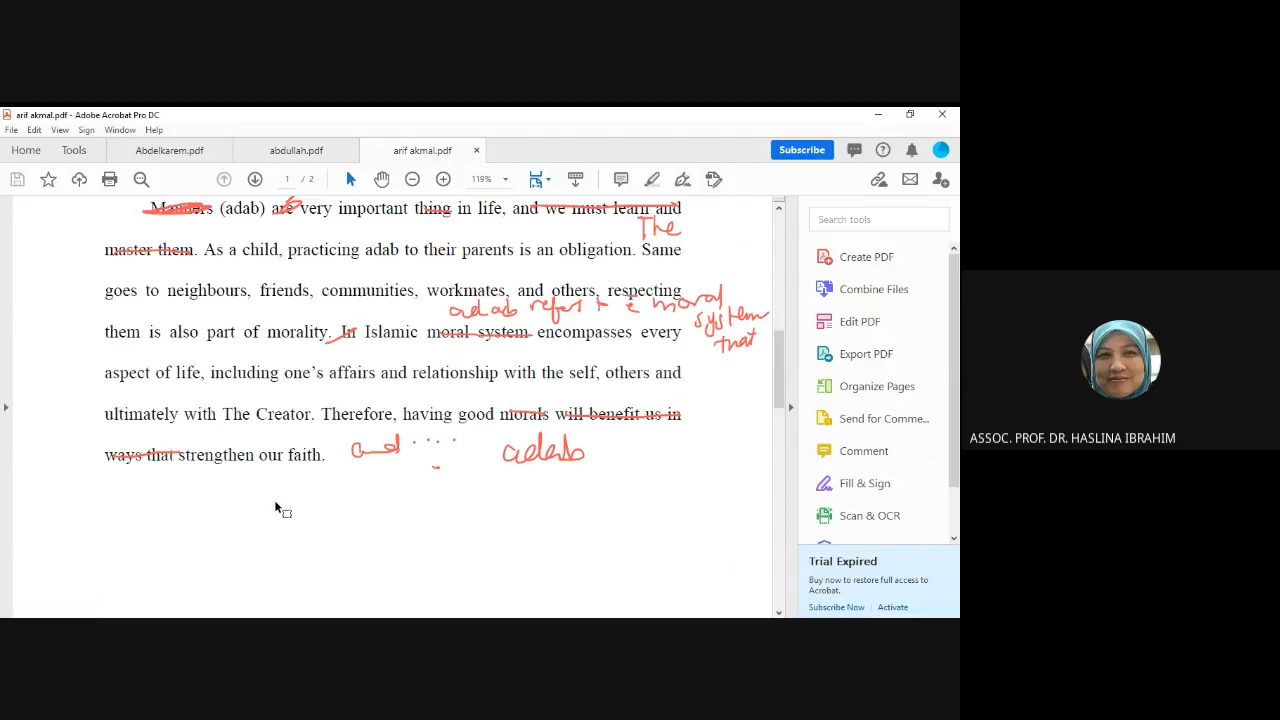 arif akmal.pdf - Adobe Acrobat Pro DC
File Edit View Sign Window Help
Home Tools Abdelkarem.pdf abdullah.pdf arif akmal.pdf × Subscribe
1 / 2 119%
Manners (adab) are very important thing in life, and we must learn and
The
master them. As a child, practicing adab to their parents is an obligation. Same
goes to neighbours, friends, communities, workmates, and others, respecting
adab refers t moral
system
them is also part of morality. In Islamic moral system encompasses every
that
aspect of life, including one's affairs and relationship with the self, others and
ultimately with The Creator. Therefore, having good morals will benefit us in
ways that strengthen our faith. and .... adab
Search tools
Create PDF
Combine Files
Edit PDF
Export PDF
Organize Pages
Send for Comme...
Comment
Fill & Sign
Scan & OCR
Trial Expired
Buy now to restore full access to
Acrobat.
Subscribe Now Activate
ASSOC. PROF. DR. HASLINA IBRAHIM